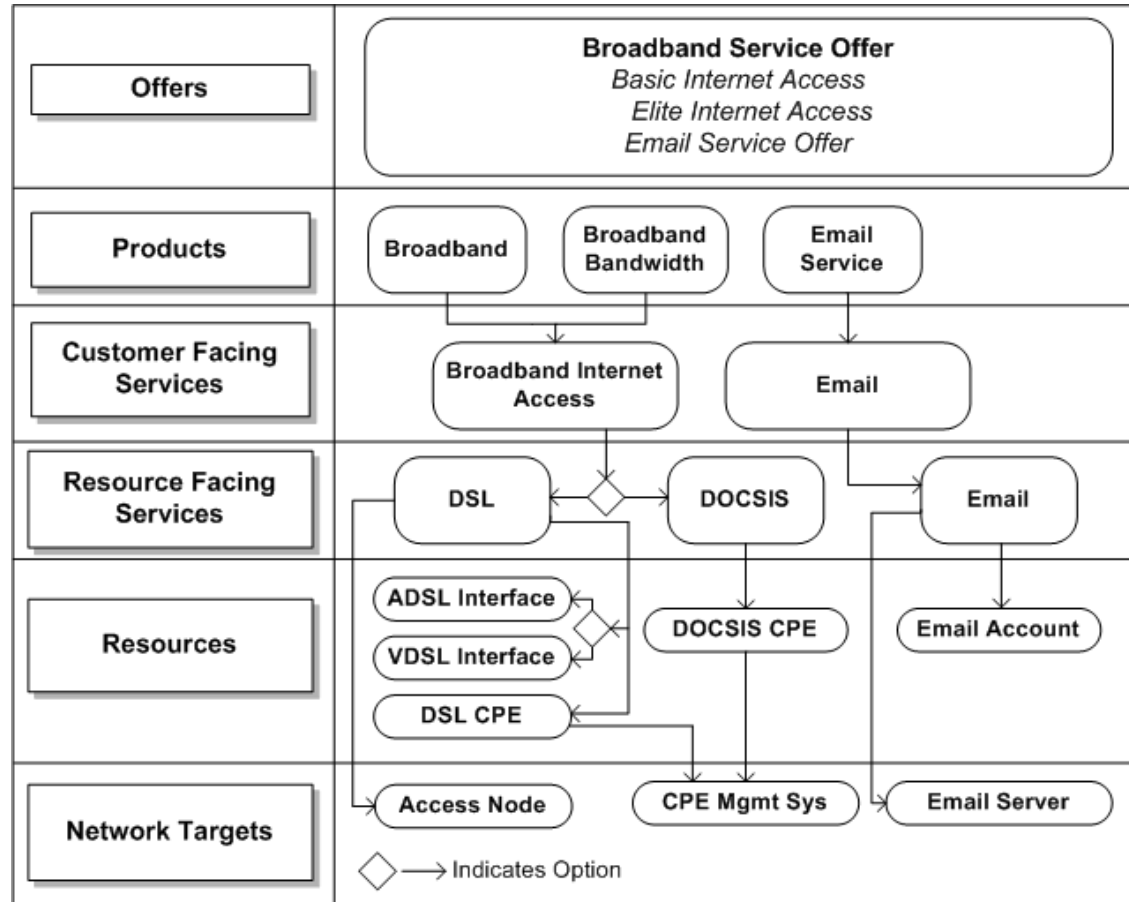 Offers
Broadband Service Offer
Basic Internet Access
Elite Internet Access
Email Service Offer
Products
Broadband
Broadband
Bandwidth
Email
Service
Customer Facing
Services
Broadband Internet
Access
Email
Resource Facing
Services
DSL
DOCSIS
Email
Resources
ADSL Interface
VDSL Interface
DSL CPE
DOCSIS CPE
Email Account
Network Targets
Access Node
CPE Mgmt Sys
Email Server
Indicates Option